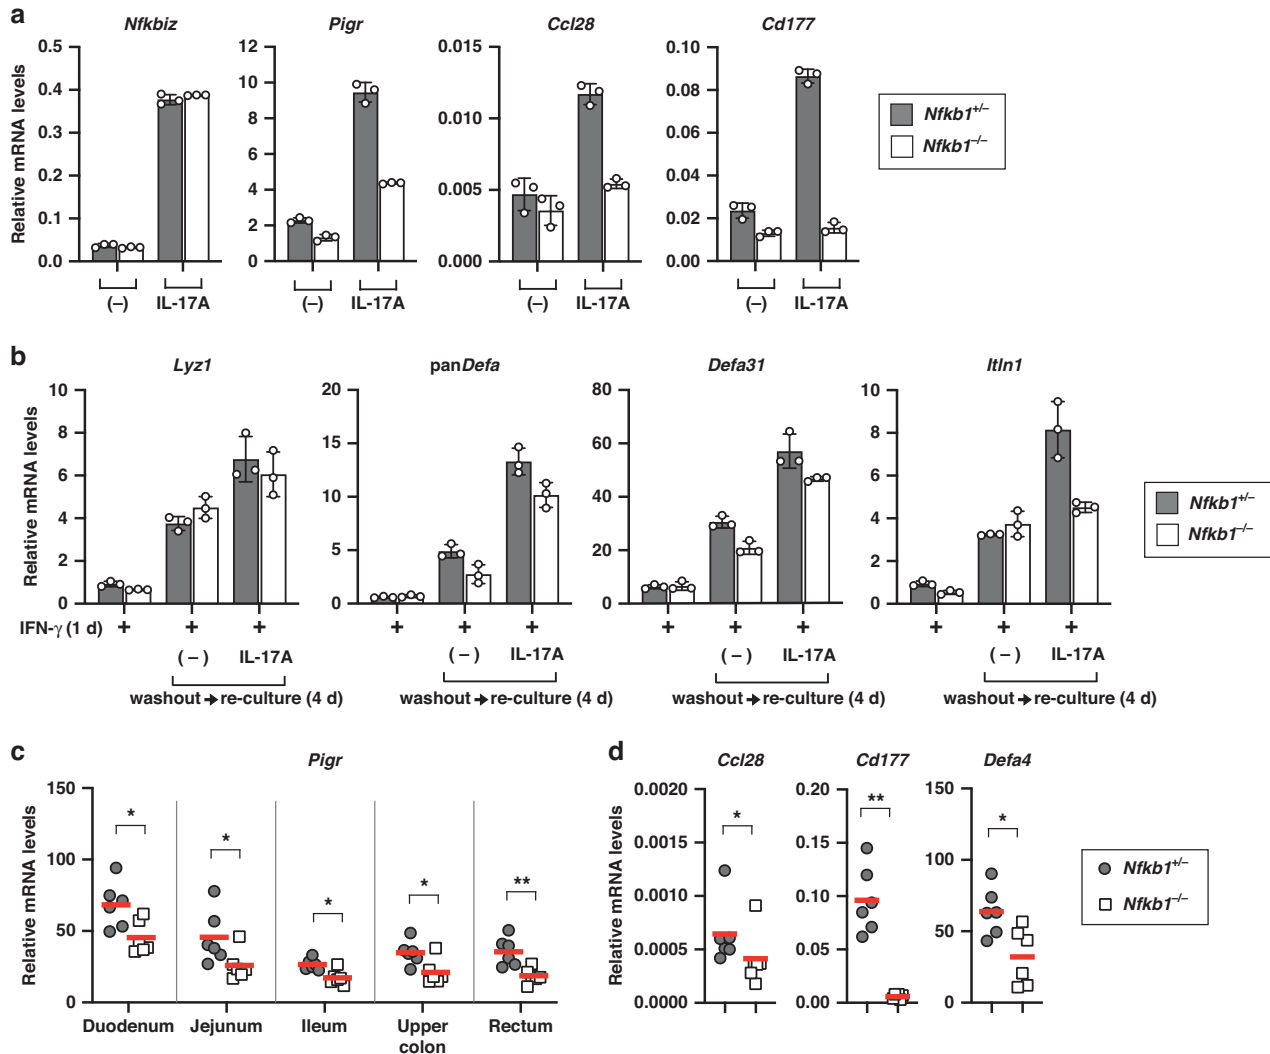 a
Nfkbiz Pigr Ccl28 Cd177
Relative mRNA levels
0.5 0.4 0.3 0.2 0.1 0.0
12 10 8 6 4 2 0
0.015 0.010 0.005 0.000
0.10 0.08 0.06 0.04 0.02 0.00
(–) IL-17A (–) IL-17A (–) IL-17A (–) IL-17A
Nfkb1+/–
Nfkb1–/–
b
Lyz1 panDefa Defa31 Itln1
Relative mRNA levels
10 8 6 4 2 0
20 15 10 5 0
80 60 40 20 0
10 8 6 4 2 0
IFN-γ (1 d) + + + + + + + + + + + +
(–) IL-17A (–) IL-17A (–) IL-17A (–) IL-17A
washout→re-culture (4 d) washout→re-culture (4 d) washout→re-culture (4 d) washout→re-culture (4 d)
Nfkb1+/–
Nfkb1–/–
c
Pigr
Relative mRNA levels
150 100 50 0
* * * * **
Duodenum Jejunum Ileum Upper colon Rectum
d
Ccl28 Cd177 Defa4
Relative mRNA levels
0.0020 0.0015 0.0010 0.0005 0.0000
0.20 0.15 0.10 0.05 0.00
150 100 50 0
* ** *
Nfkb1+/–
Nfkb1–/–